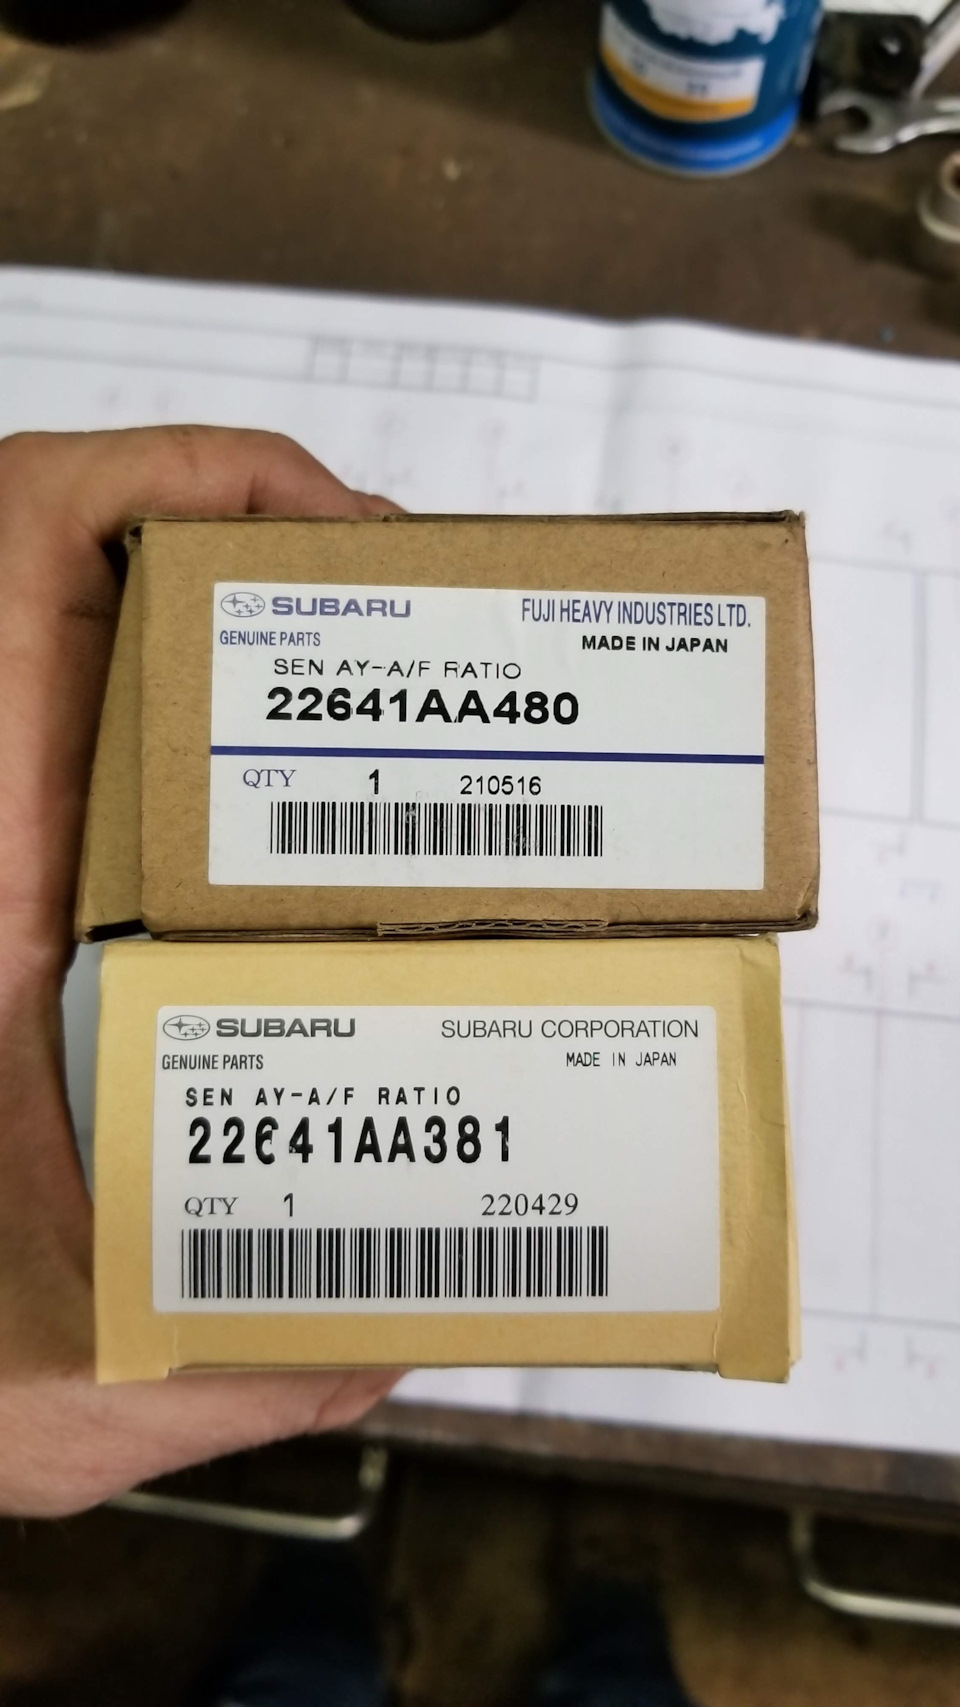 SUBARU FUJI HEAVY INDUSTRIES LTD.
GENUINE PARTS MADE IN JAPAN
SEN AY-A/F RATIO
22641AA480
QTY 1 210516
SUBARU SUBARU CORPORATION
GENUINE PARTS MADE IN JAPAN
SEN AY-A/F RATIO
22641AA381
QTY 1 220429